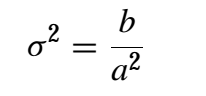 σ² = b / a²